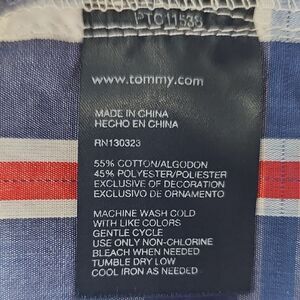 PTC11538
www.tommy.com
MADE IN CHINA
HECHO EN CHINA
RN130323
55% COTTON/ALGODON
45% POLYESTER/POLIESTER
EXCLUSIVE OF DECORATION
EXCLUSIVO DE ORNAMENTO
MACHINE WASH COLD
WITH LIKE COLORS
GENTLE CYCLE
USE ONLY NON-CHLORINE
BLEACH WHEN NEEDED
TUMBLE DRY LOW
COOL IRON AS NEEDED